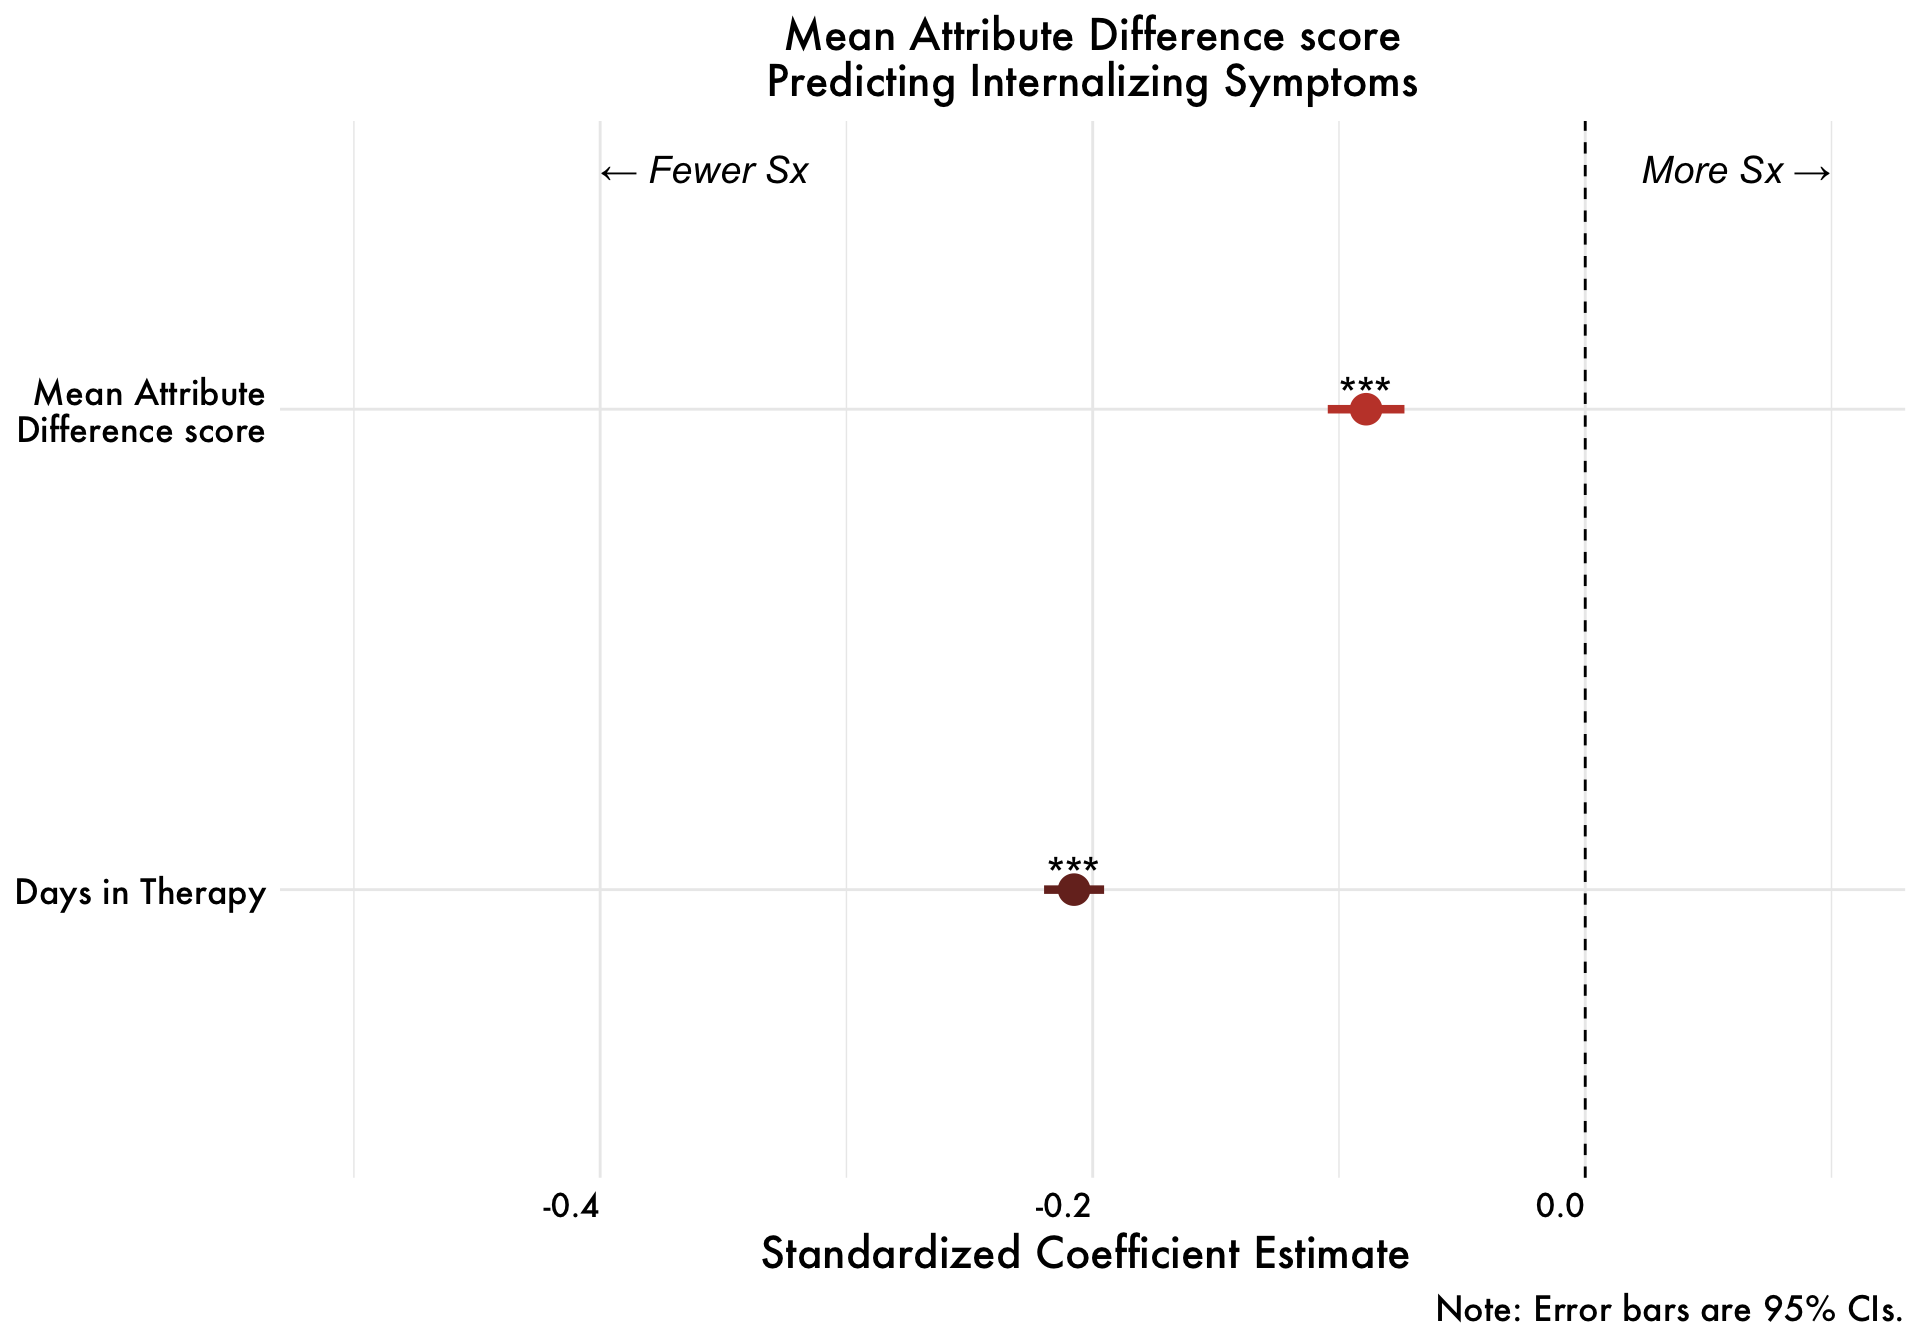 Mean Attribute Difference score
Predicting Internalizing Symptoms
← Fewer Sx
More Sx →
***
Mean Attribute
Difference score
***
Days in Therapy
-0.4
-0.2
0.0
Standardized Coefficient Estimate
Note: Error bars are 95% CIs.